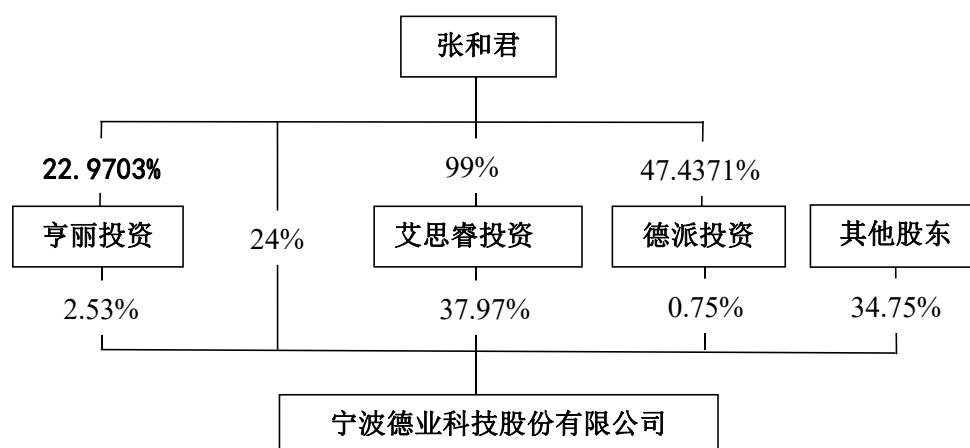 张和君
22.9703%
99%
47.4371%
亨丽投资
24%
艾思睿投资
德派投资
其他股东
2.53%
37.97%
0.75%
34.75%
宁波德业科技股份有限公司